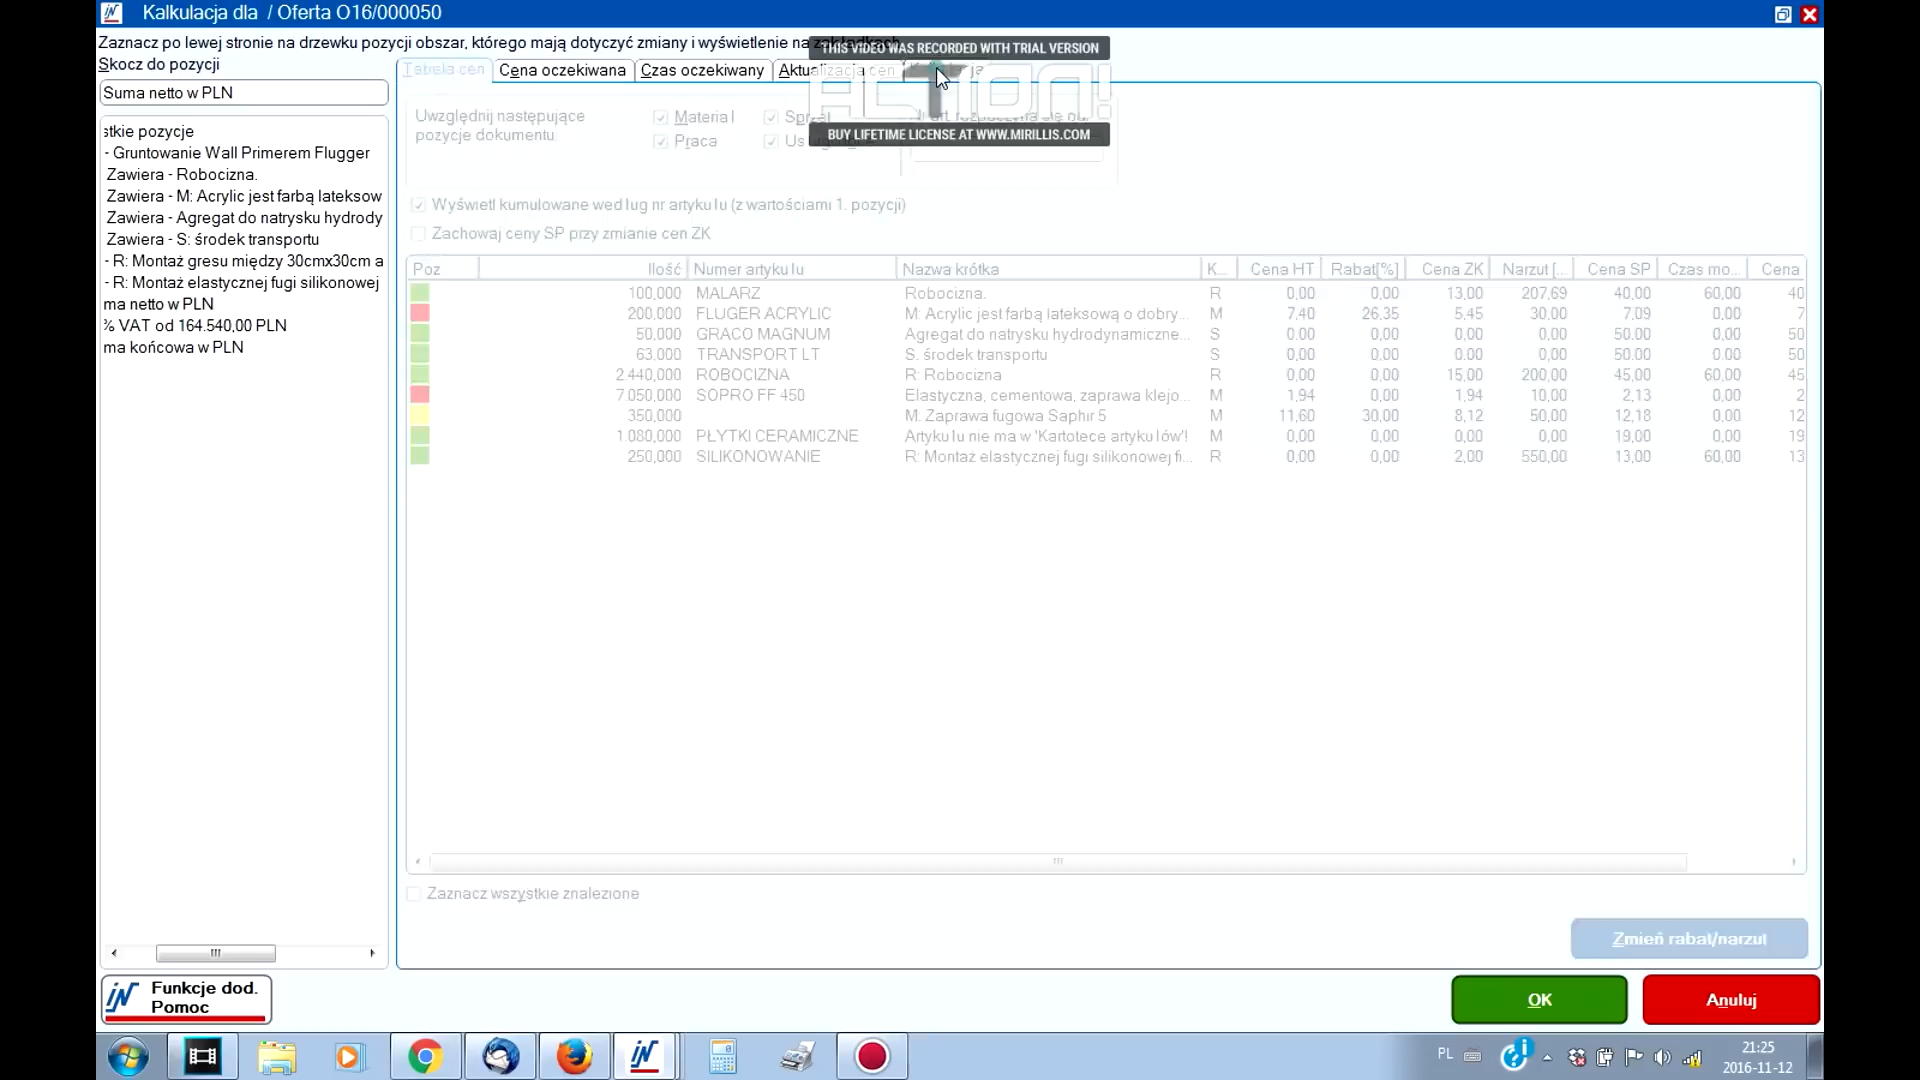 Kalkulacja dla / Oferta O16/000050
Zaznacz po lewej stronie na drzewku pozycji obszar, którego mają dotyczyć zmiany i wyświetlenie na zakładkach
THIS VIDEO WAS RECORDED WITH TRIAL VERSION
Skocz do pozycji
Tabela cen Cena oczekiwana Czas oczekiwany Aktualizacja cen
ACTION!
Suma netto w PLN
Uwzględnij następujące
pozycje dokumentu
Materiał
Praca
BUY LIFETIME LICENSE AT WWW.MIRILLIS.COM
stkie pozycje
- Gruntowanie Wall Primerem Flugger
Zawiera - Robocizna.
Zawiera - M: Acrylic jest farbą lateksow
Zawiera - Agregat do natrysku hydrody
Zawiera - S: środek transportu
- R: Montaż gresu między 30cmx30cm a
- R: Montaż elastycznej fugi silikonowej
ma netto w PLN
% VAT od 164.540,00 PLN
ma końcowa w PLN
Wyświetl kumulowane według nr artykułu (z wartościami 1. pozycji)
Zachowaj ceny SP przy zmianie cen ZK
Poz Ilość Numer artykułu Nazwa krótka K... Cena HT Rabat[%] Cena ZK Narzut [... Cena SP Czas mo... Cena
100,000 MALARZ Robocizna. R 0,00 0,00 13,00 207,69 40,00 60,00 40
200,000 FLUGER ACRYLIC M: Acrylic jest farbą lateksową o dobry... M 7,40 26,35 5,45 30,00 7,09 0,00 7
50,000 GRACO MAGNUM Agregat do natrysku hydrodynamiczne... S 0,00 0,00 0,00 0,00 50,00 0,00 50
63,000 TRANSPORT LT S: środek transportu S 0,00 0,00 0,00 0,00 50,00 0,00 50
2.440,000 ROBOCIZNA R: Robocizna R 0,00 0,00 15,00 200,00 45,00 60,00 45
7.050,000 SOPRO FF 450 Elastyczna, cementowa, zaprawa klejo... M 1,94 0,00 1,94 10,00 2,13 0,00 2
350,000 M: Zaprawa fugowa Saphir 5 M 11,60 30,00 8,12 50,00 12,18 0,00 12
1.080,000 PŁYTKI CERAMICZNE Artykułu nie ma w 'Kartotece artykułów'! M 0,00 0,00 0,00 0,00 19,00 0,00 19
250,000 SILIKONOWANIE R: Montaż elastycznej fugi silikonowej fi... R 0,00 0,00 2,00 550,00 13,00 60,00 13
Zaznacz wszystkie znalezione
Zmień rabat/narzut
Funkcje dod.
Pomoc
OK
Anuluj
PL
21:25
2016-11-12